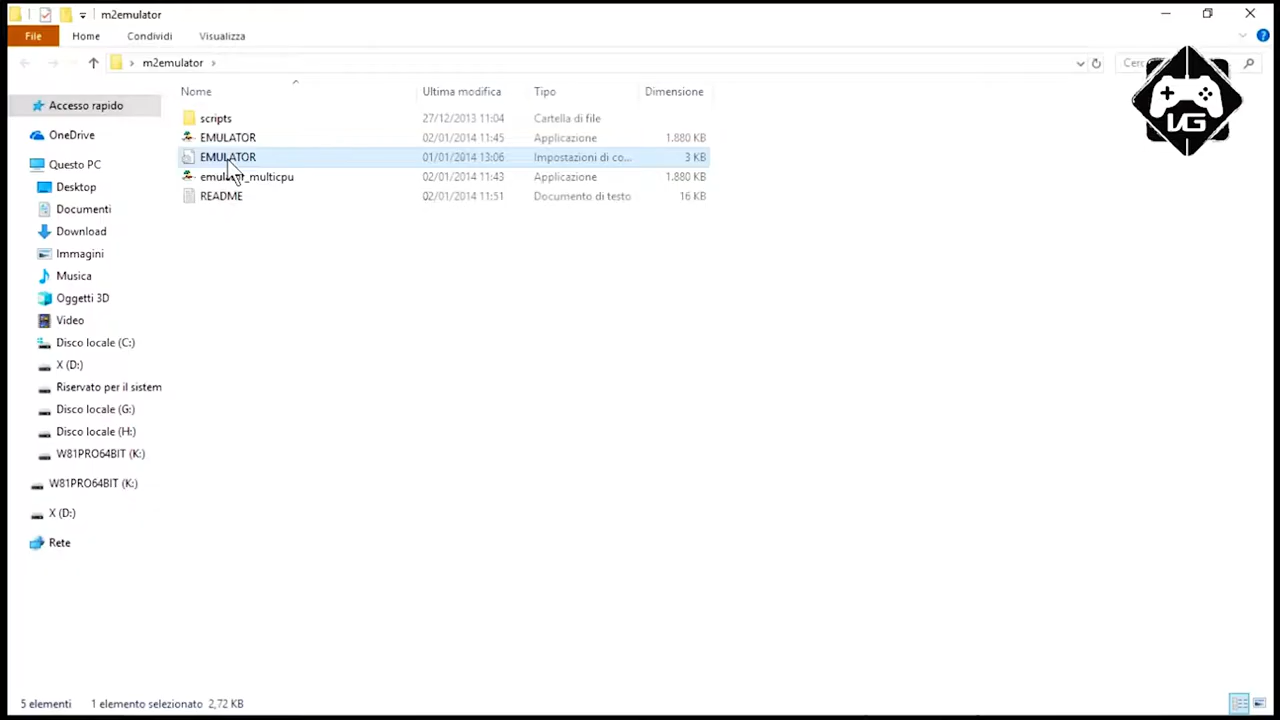 m2emulator
File Home Condividi Visualizza
m2emulator
Nome Ultima modifica Tipo Dimensione
Accesso rapido
OneDrive
Questo PC
Desktop
Documenti
Download
Immagini
Musica
Oggetti 3D
Video
Disco locale (C:)
X (D:)
Riservato per il sistem
Disco locale (G:)
Disco locale (H:)
W81PRO64BIT (K:)
W81PRO64BIT (K:)
X (D:)
Rete
scripts 27/12/2013 11:04 Cartella di file
EMULATOR 02/01/2014 11:45 Applicazione 1.880 KB
EMULATOR 01/01/2014 13:06 Impostazioni di co... 3 KB
02/01/2014 11:43 Applicazione 1.880 KB
README 02/01/2014 11:51 Documento di testo 16 KB
VG
5 elementi 1 elemento selezionato 2,72 KB